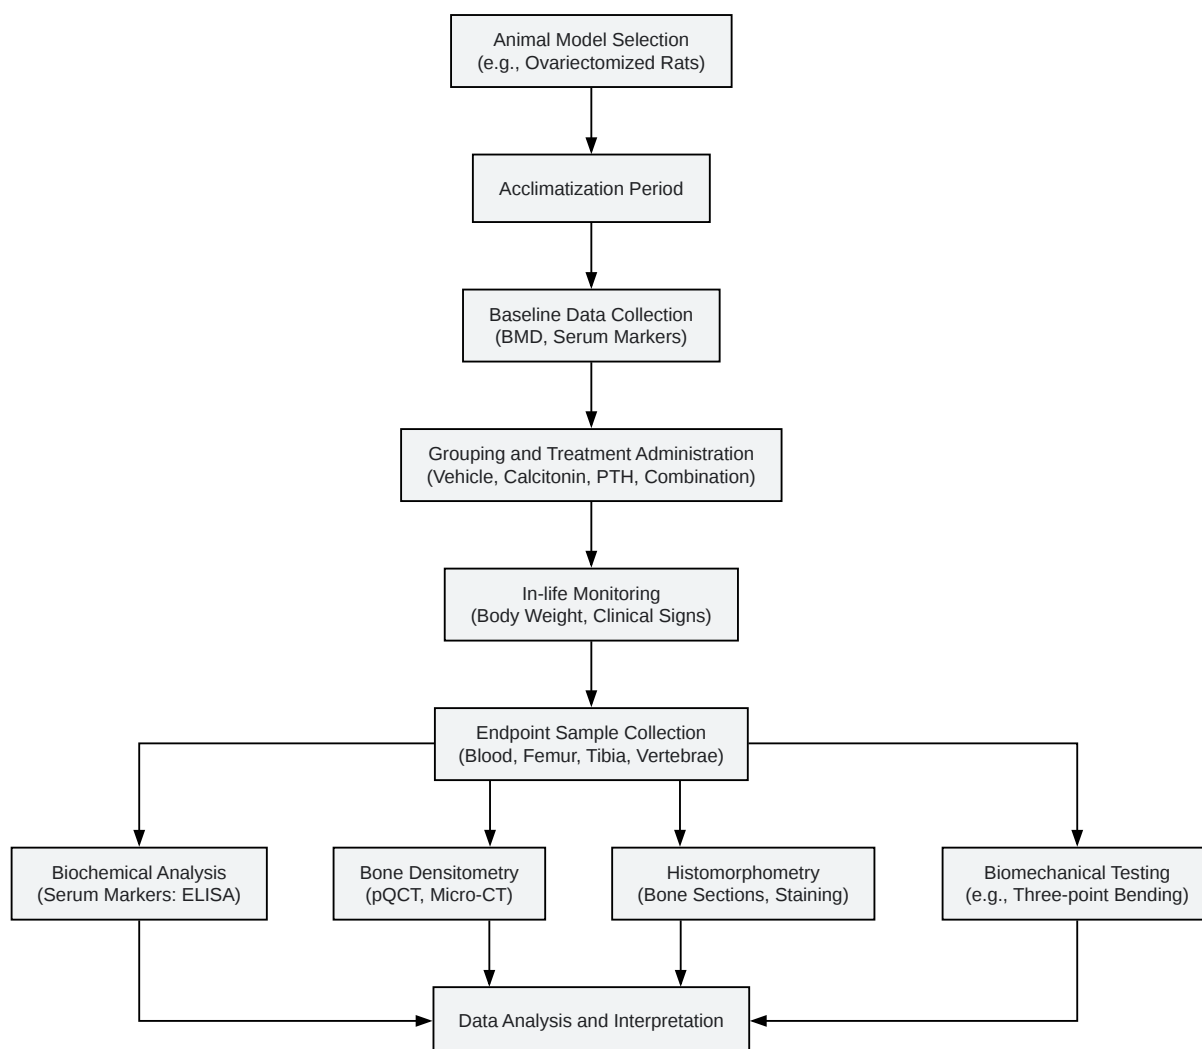 Animal Model Selection
(e.g., Ovariectomized Rats)
Acclimatization Period
Baseline Data Collection
(BMD, Serum Markers)
Grouping and Treatment Administration
(Vehicle, Calcitonin, PTH, Combination)
In-life Monitoring
(Body Weight, Clinical Signs)
Endpoint Sample Collection
(Blood, Femur, Tibia, Vertebrae)
Biochemical Analysis
(Serum Markers: ELISA)
Bone Densitometry
(pQCT, Micro-CT)
Histomorphometry
(Bone Sections, Staining)
Biomechanical Testing
(e.g., Three-point Bending)
Data Analysis and Interpretation